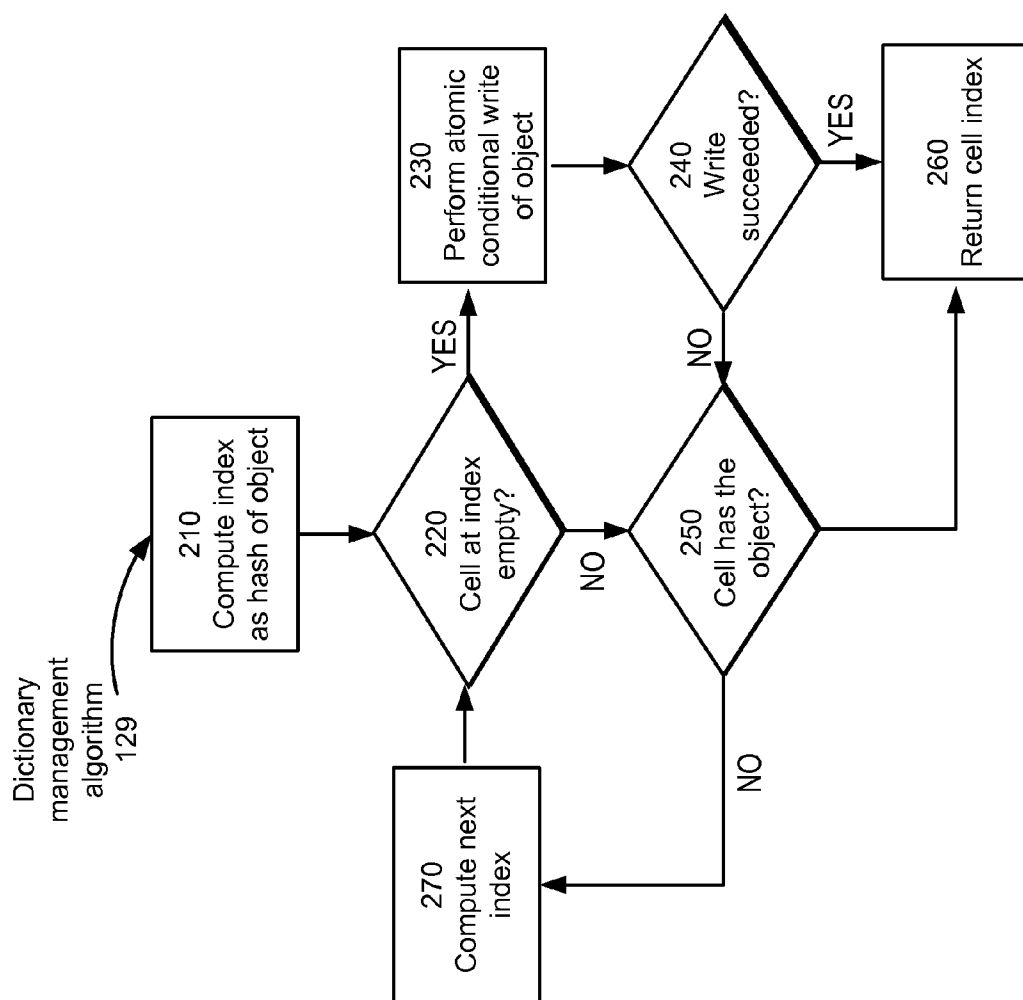 Dictionary
management
algorithm
129
210
Compute index
as hash of object
220
Cell at index
empty?
YES
NO
230
Perform atomic
conditional write
of object
240
Write
succeeded?
YES
NO
250
Cell has the
object?
NO
260
Return cell index
270
Compute next
index